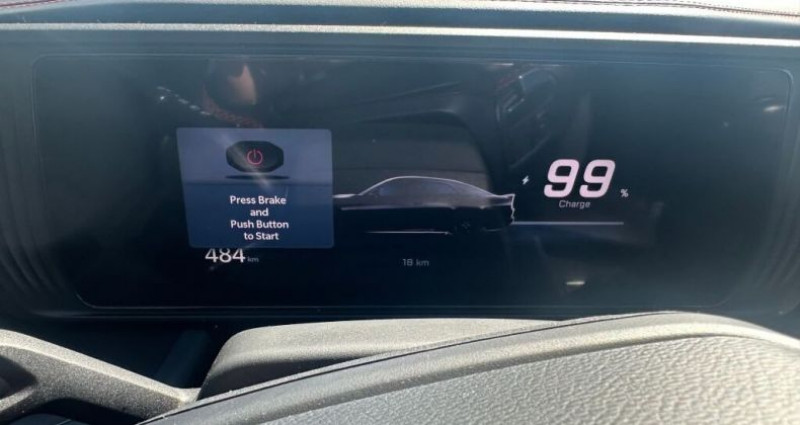 Press Brake
and
Push Button
to Start
484 km
18 km
99 %
Charge